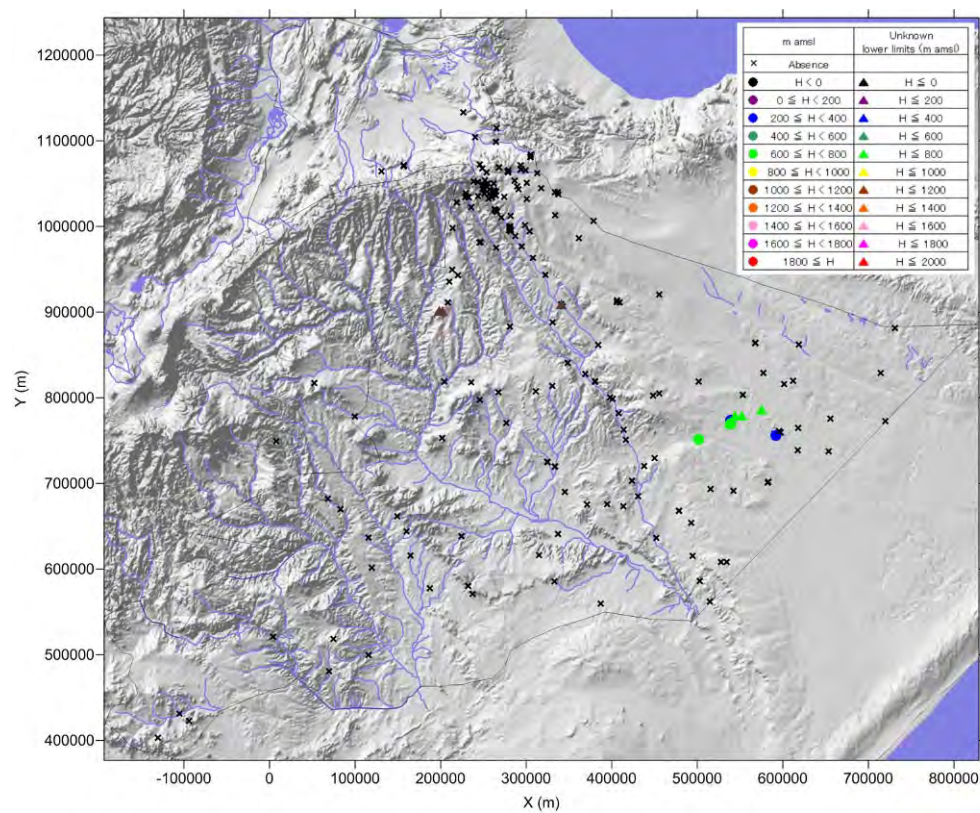 m amsl
Unknown
lower limits (m amsl)
× Absence
H < 0 H ≦ 0
0 ≦ H < 200 H ≦ 200
200 ≦ H < 400 H ≦ 400
400 ≦ H < 600 H ≦ 600
600 ≦ H < 800 H ≦ 800
800 ≦ H < 1000 H ≦ 1000
1000 ≦ H < 1200 H ≦ 1200
1200 ≦ H < 1400 H ≦ 1400
1400 ≦ H < 1600 H ≦ 1600
1600 ≦ H < 1800 H ≦ 1800
1800 ≦ H H ≦ 2000
1200000
1100000
1000000
900000
800000
700000
600000
500000
400000
Y (m)
-100000 0 100000 200000 300000 400000 500000 600000 700000 800000
X (m)